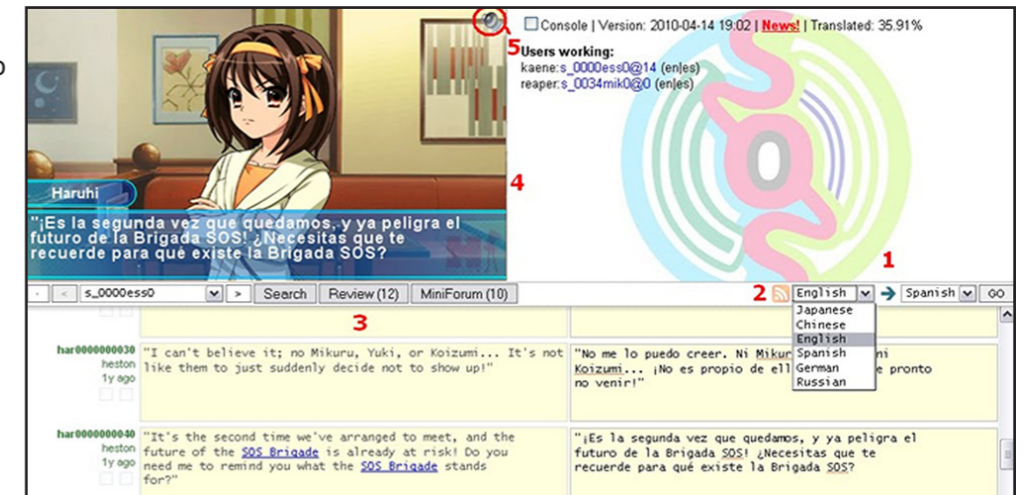 o
5
Console | Version: 2010-04-14 19:02 | News! | Translated: 35.91%
Users working:
kaene:s_0000ess0@14 (en|es)
reaper:s_0034mik0@0 (en|es)
4
Haruhi
"¡Es la segunda vez que quedamos, y ya peligra el
futuro de la Brigada SOS! ¿Necesitas que te
recuerde para qué existe la Brigada SOS?
1
- < s_0000ess0 > Search Review (12) MiniForum (10) 2 English → Spanish GO
Japanese
Chinese
English
Spanish
German
Russian
3
har0000000030
heston
1y ago
"I can't believe it; no Mikuru, Yuki, or Koizumi... It's not
like them to just suddenly decide not to show up!"
"No me lo puedo creer. Ni Mikur ni
Koizumi... ¡No es propio de ell e pronto
no venir!"
har0000000040
heston
1y ago
"It's the second time we've arranged to meet, and the
future of the SOS Brigade is already at risk! Do you
need me to remind you what the SOS Brigade stands
for?"
"¡Es la segunda vez que quedamos, y ya peligra el
futuro de la Brigada SOS! ¿Necesitas que te
recuerde para qué existe la Brigada SOS?